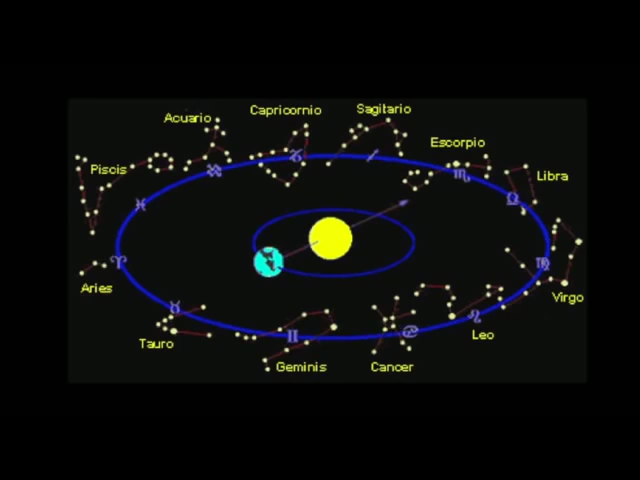 Sagitario
Capricornio
Acuario
Escorpio
Piscis
Libra
Aries
Virgo
Tauro
Leo
Geminis
Cancer